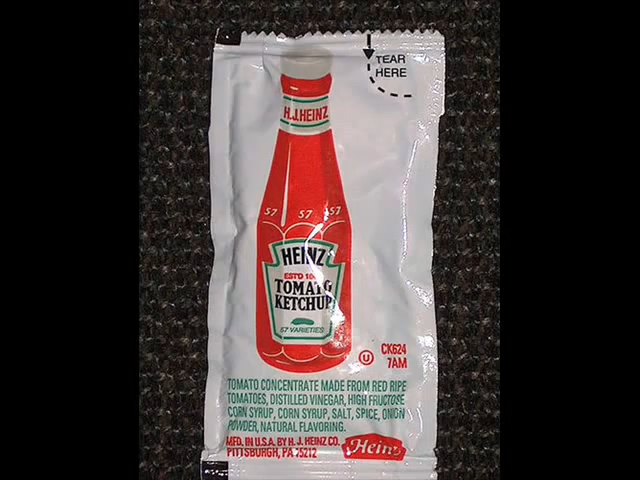 TEAR
HERE
H.J.HEINZ
57 57 57
HEINZ
ESTD
TOMATO
KETCHUP
57 VARIETIES
U
CK624
7AM
TOMATO CONCENTRATE MADE FROM RED RIPE
TOMATOES, DISTILLED VINEGAR, HIGH FRUCTOSE
CORN SYRUP, CORN SYRUP, SALT, SPICE, ONION
POWDER, NATURAL FLAVORING.
MFD. IN U.S.A. BY H. J. HEINZ CO.
PITTSBURGH, PA 15212
Heinz